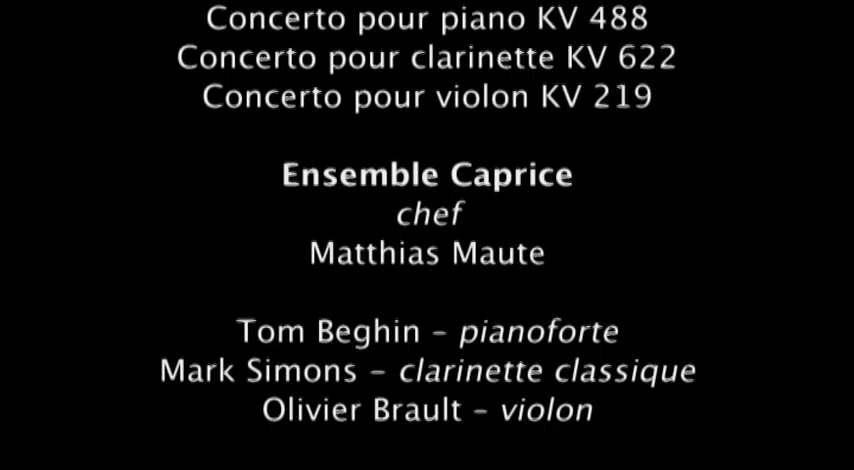 Concerto pour piano KV 488
Concerto pour clarinette KV 622
Concerto pour violon KV 219
Ensemble Caprice
chef
Matthias Maute
Tom Beghin – pianoforte
Mark Simons – clarinette classique
Olivier Brault – violon